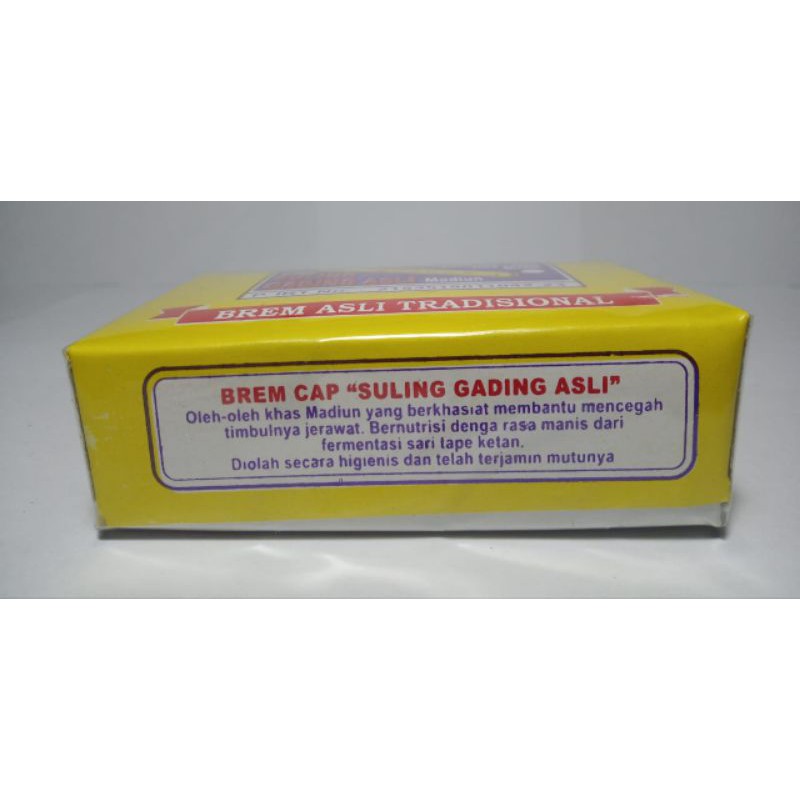 Madiun
BREM ASLI TRADISIONAL
BREM CAP “SULING GADING ASLI”
Oleh-oleh khas Madiun yang berkhasiat membantu mencegah
timbulnya jerawat. Bernutrisi denga rasa manis dari
fermentasi sari tape ketan.
Diolah secara higienis dan telah terjamin mutunya